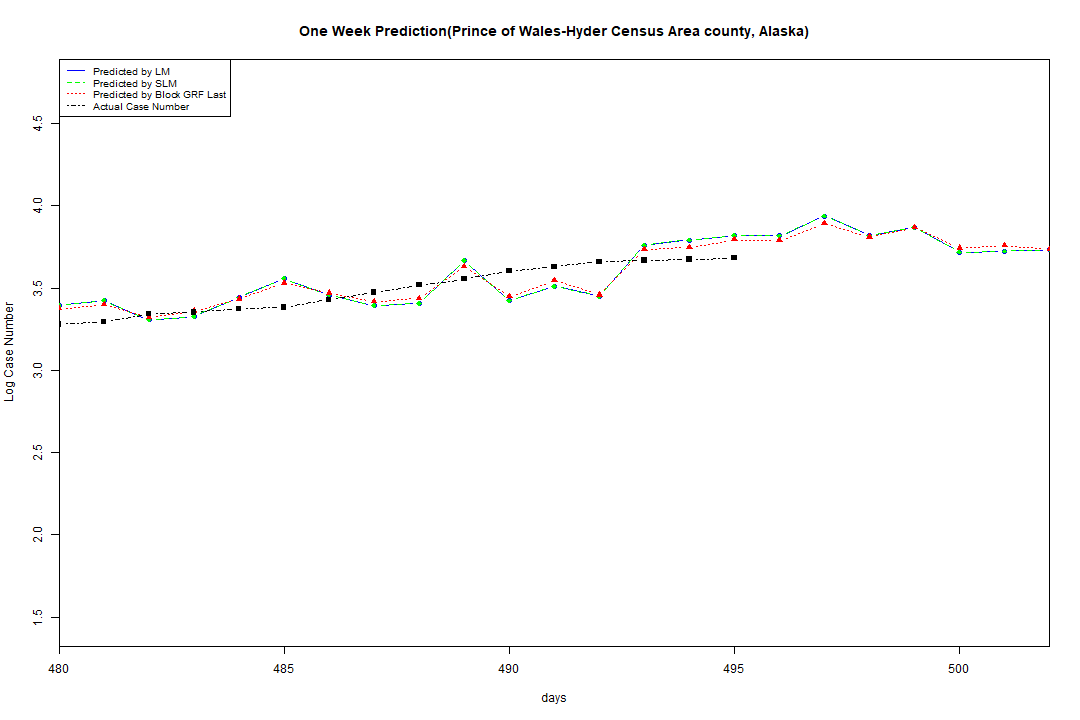 One Week Prediction(Prince of Wales-Hyder Census Area county, Alaska)
Predicted by LM
Predicted by SLM
Predicted by Block GRF Last
Actual Case Number
4.5
4.0
3.5
3.0
2.5
2.0
1.5
Log Case Number
480
485
490
495
500
days